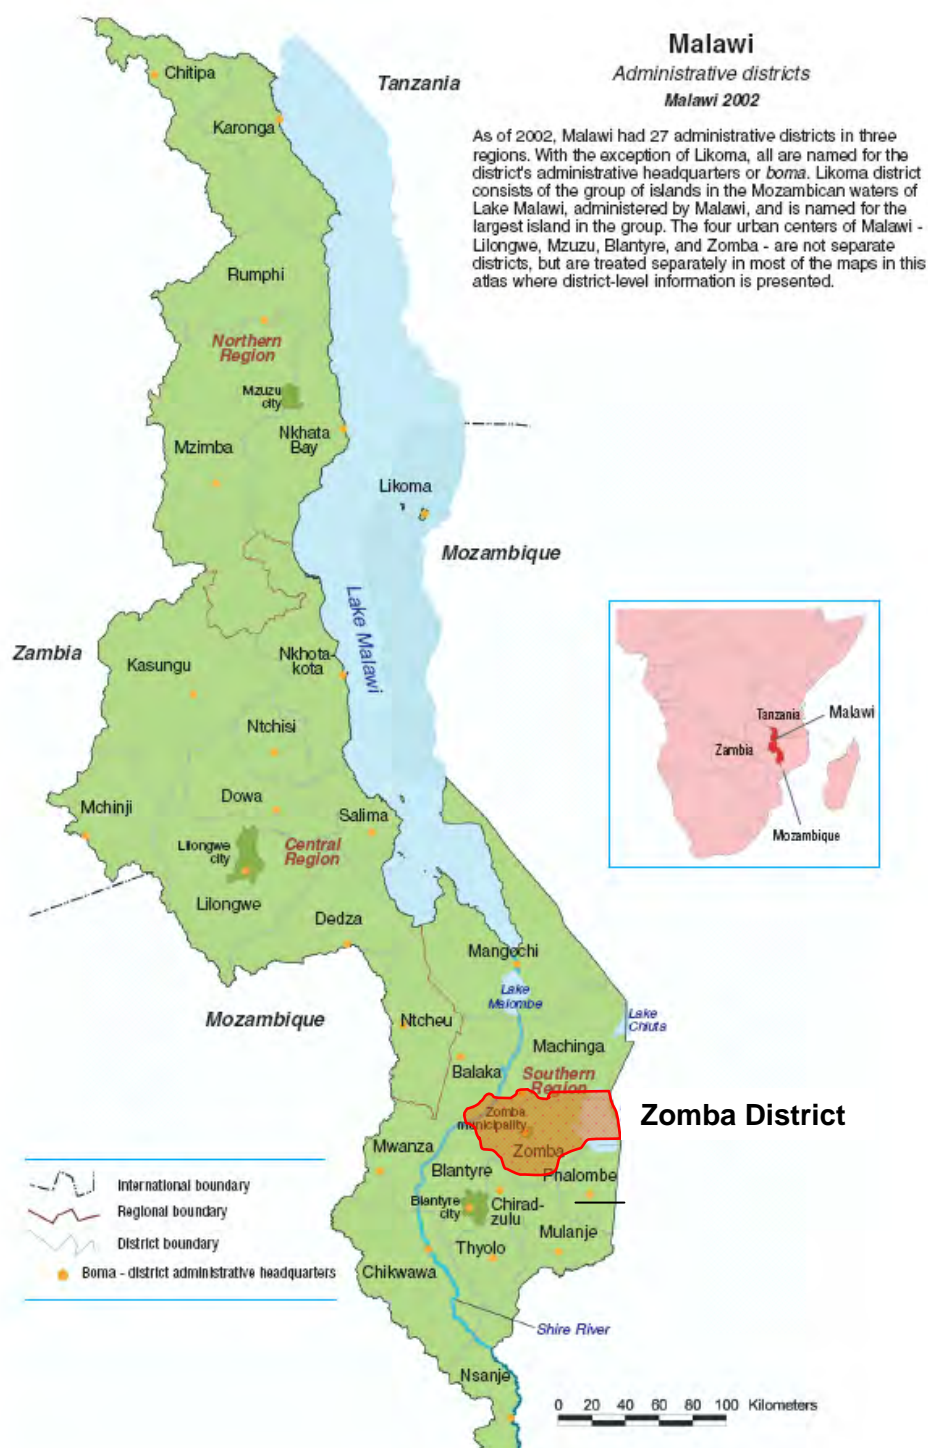 Malawi
Administrative districts
Malawi 2002
As of 2002, Malawi had 27 administrative districts in three
regions. With the exception of Likoma, all are named for the
district's administrative headquarters or boma. Likoma district
consists of the group of islands in the Mozambican waters of
Lake Malawi, administered by Malawi, and is named for the
largest island in the group. The four urban centers of Malawi -
Lilongwe, Mzuzu, Blantyre, and Zomba - are not separate
districts, but are treated separately in most of the maps in this
atlas where district-level information is presented.
Chitipa
Tanzania
Karonga
Rumphi
Northern
Region
Mzuzu
city
Nkhata
Bay
Mzimba
Likoma
Mozambique
Lake Malawi
Zambia
Kasungu
Nkhota-
kota
Ntchisi
Tanzania
Malawi
Zambia
Mozambique
Dowa
Mchinji
Salima
Lilongwe
city
Central
Region
Lilongwe
Dedza
Mangochi
Lake
Malombe
Mozambique
Ntcheu
Lake
Chiuta
Machinga
Balaka
Southern
Region
Zomba District
Zomba
municipality
Zomba
Mwanza
Blantyre
Phalombe
Blantyre
city
Chirad-
zulu
Mulanje
Thyolo
Chikwawa
International boundary
Regional boundary
District boundary
Boma - district administrative headquarters
Shire River
Nsanje
0 20 40 60 80 100 Kilometers